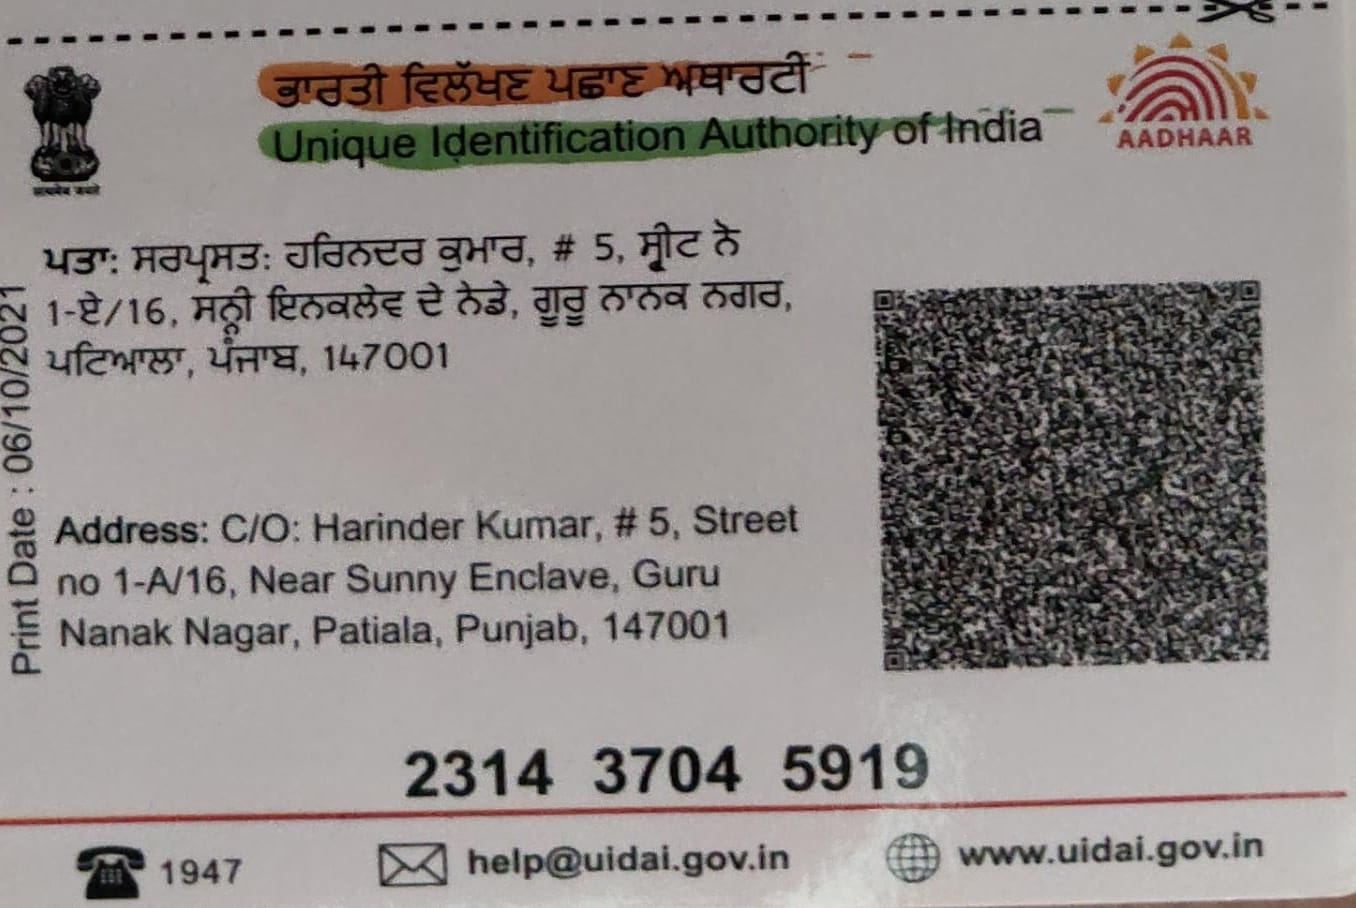 ਭਾਰਤੀ ਵਿਲੱਖਣ ਪਛਾਣ ਅਥਾਰਟੀ
Unique Identification Authority of India
AADHAAR
सत्यमेव जयते
ਪਤਾ: ਸਰਪ੍ਰਸਤ: ਹਰਿਨਦਰ ਕੁਮਾਰ, # 5, ਸ੍ਰੀਟ ਨੋ
1-ਏ/16, ਸਨ੍ਹੀ ਇਨਕਲੇਵ ਦੇ ਨੇਡੇ, ਗੂਰੂ ਨਾਨਕ ਨਗਰ,
ਪਟਿਆਲਾ, ਪੰਜਾਬ, 147001
Print Date : 06/10/2021
Address: C/O: Harinder Kumar, # 5, Street
no 1-A/16, Near Sunny Enclave, Guru
Nanak Nagar, Patiala, Punjab, 147001
2314 3704 5919
1947 help@uidai.gov.in www.uidai.gov.in